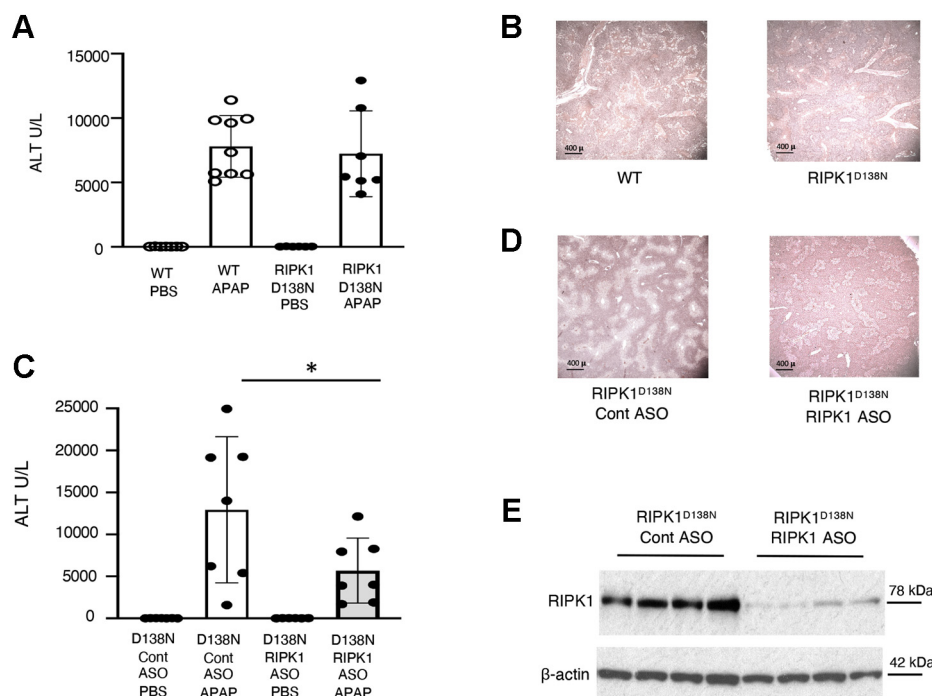 A
15000
10000
5000
0
ALT U/L
WT
PBS
WT
APAP
RIPK1
D138N
PBS
RIPK1
D138N
APAP
B
400 μ
WT
400 μ
RIPK1D138N
C
*
25000
20000
15000
10000
5000
0
ALT U/L
D138N
Cont
ASO
PBS
D138N
Cont
ASO
APAP
D138N
RIPK1
ASO
PBS
D138N
RIPK1
ASO
APAP
D
400 μ
RIPK1D138N
Cont ASO
400 μ
RIPK1D138N
RIPK1 ASO
E
RIPK1D138N
Cont ASO
RIPK1D138N
RIPK1 ASO
RIPK1
78 kDa
β-actin
42 kDa